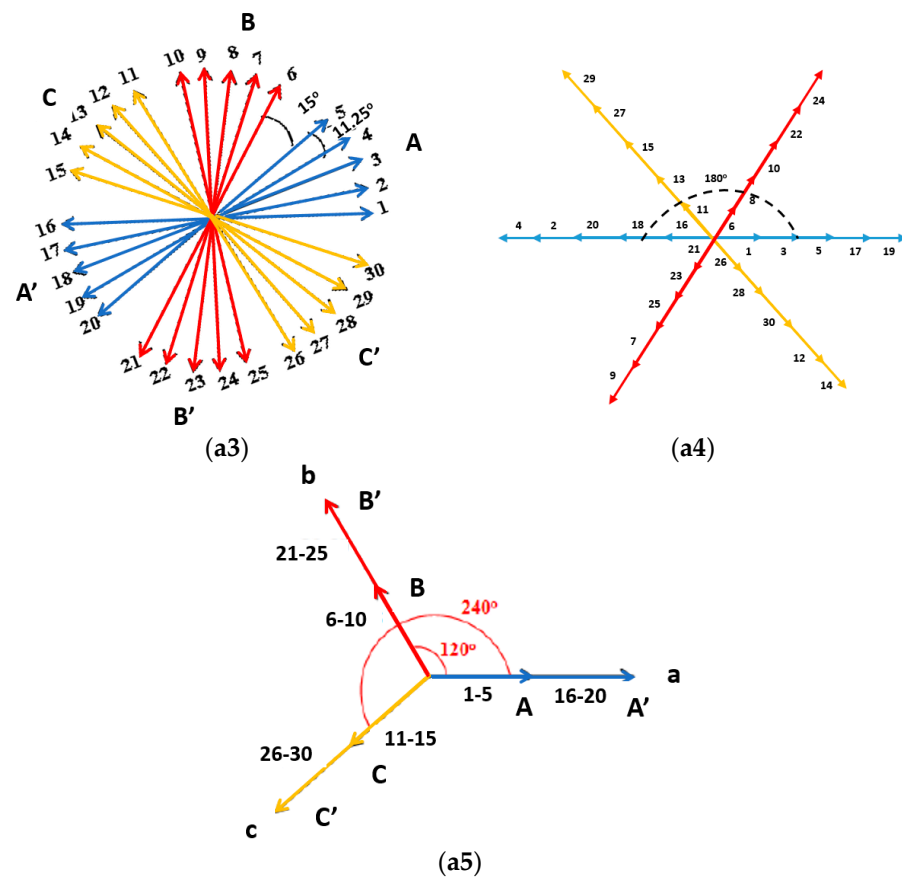 B
10 9 8 7 6
C
14 13 12 11
15
15°
11,25°
5
4
3
2
1
A
16
17
18
19
20
A’
30
29
28
27
26
C’
21 22 23 24 25
B’
(a3)
29
27
15
13
11
24
22
10
8
6
180°
4 2 20 18 16
1 3 5 17 19
21
23
25
7
9
26
28
30
12
14
(a4)
b
B’
21-25
B
6-10
240°
120°
a
1-5
A
16-20
A’
11-15
26-30
C
C’
c
(a5)